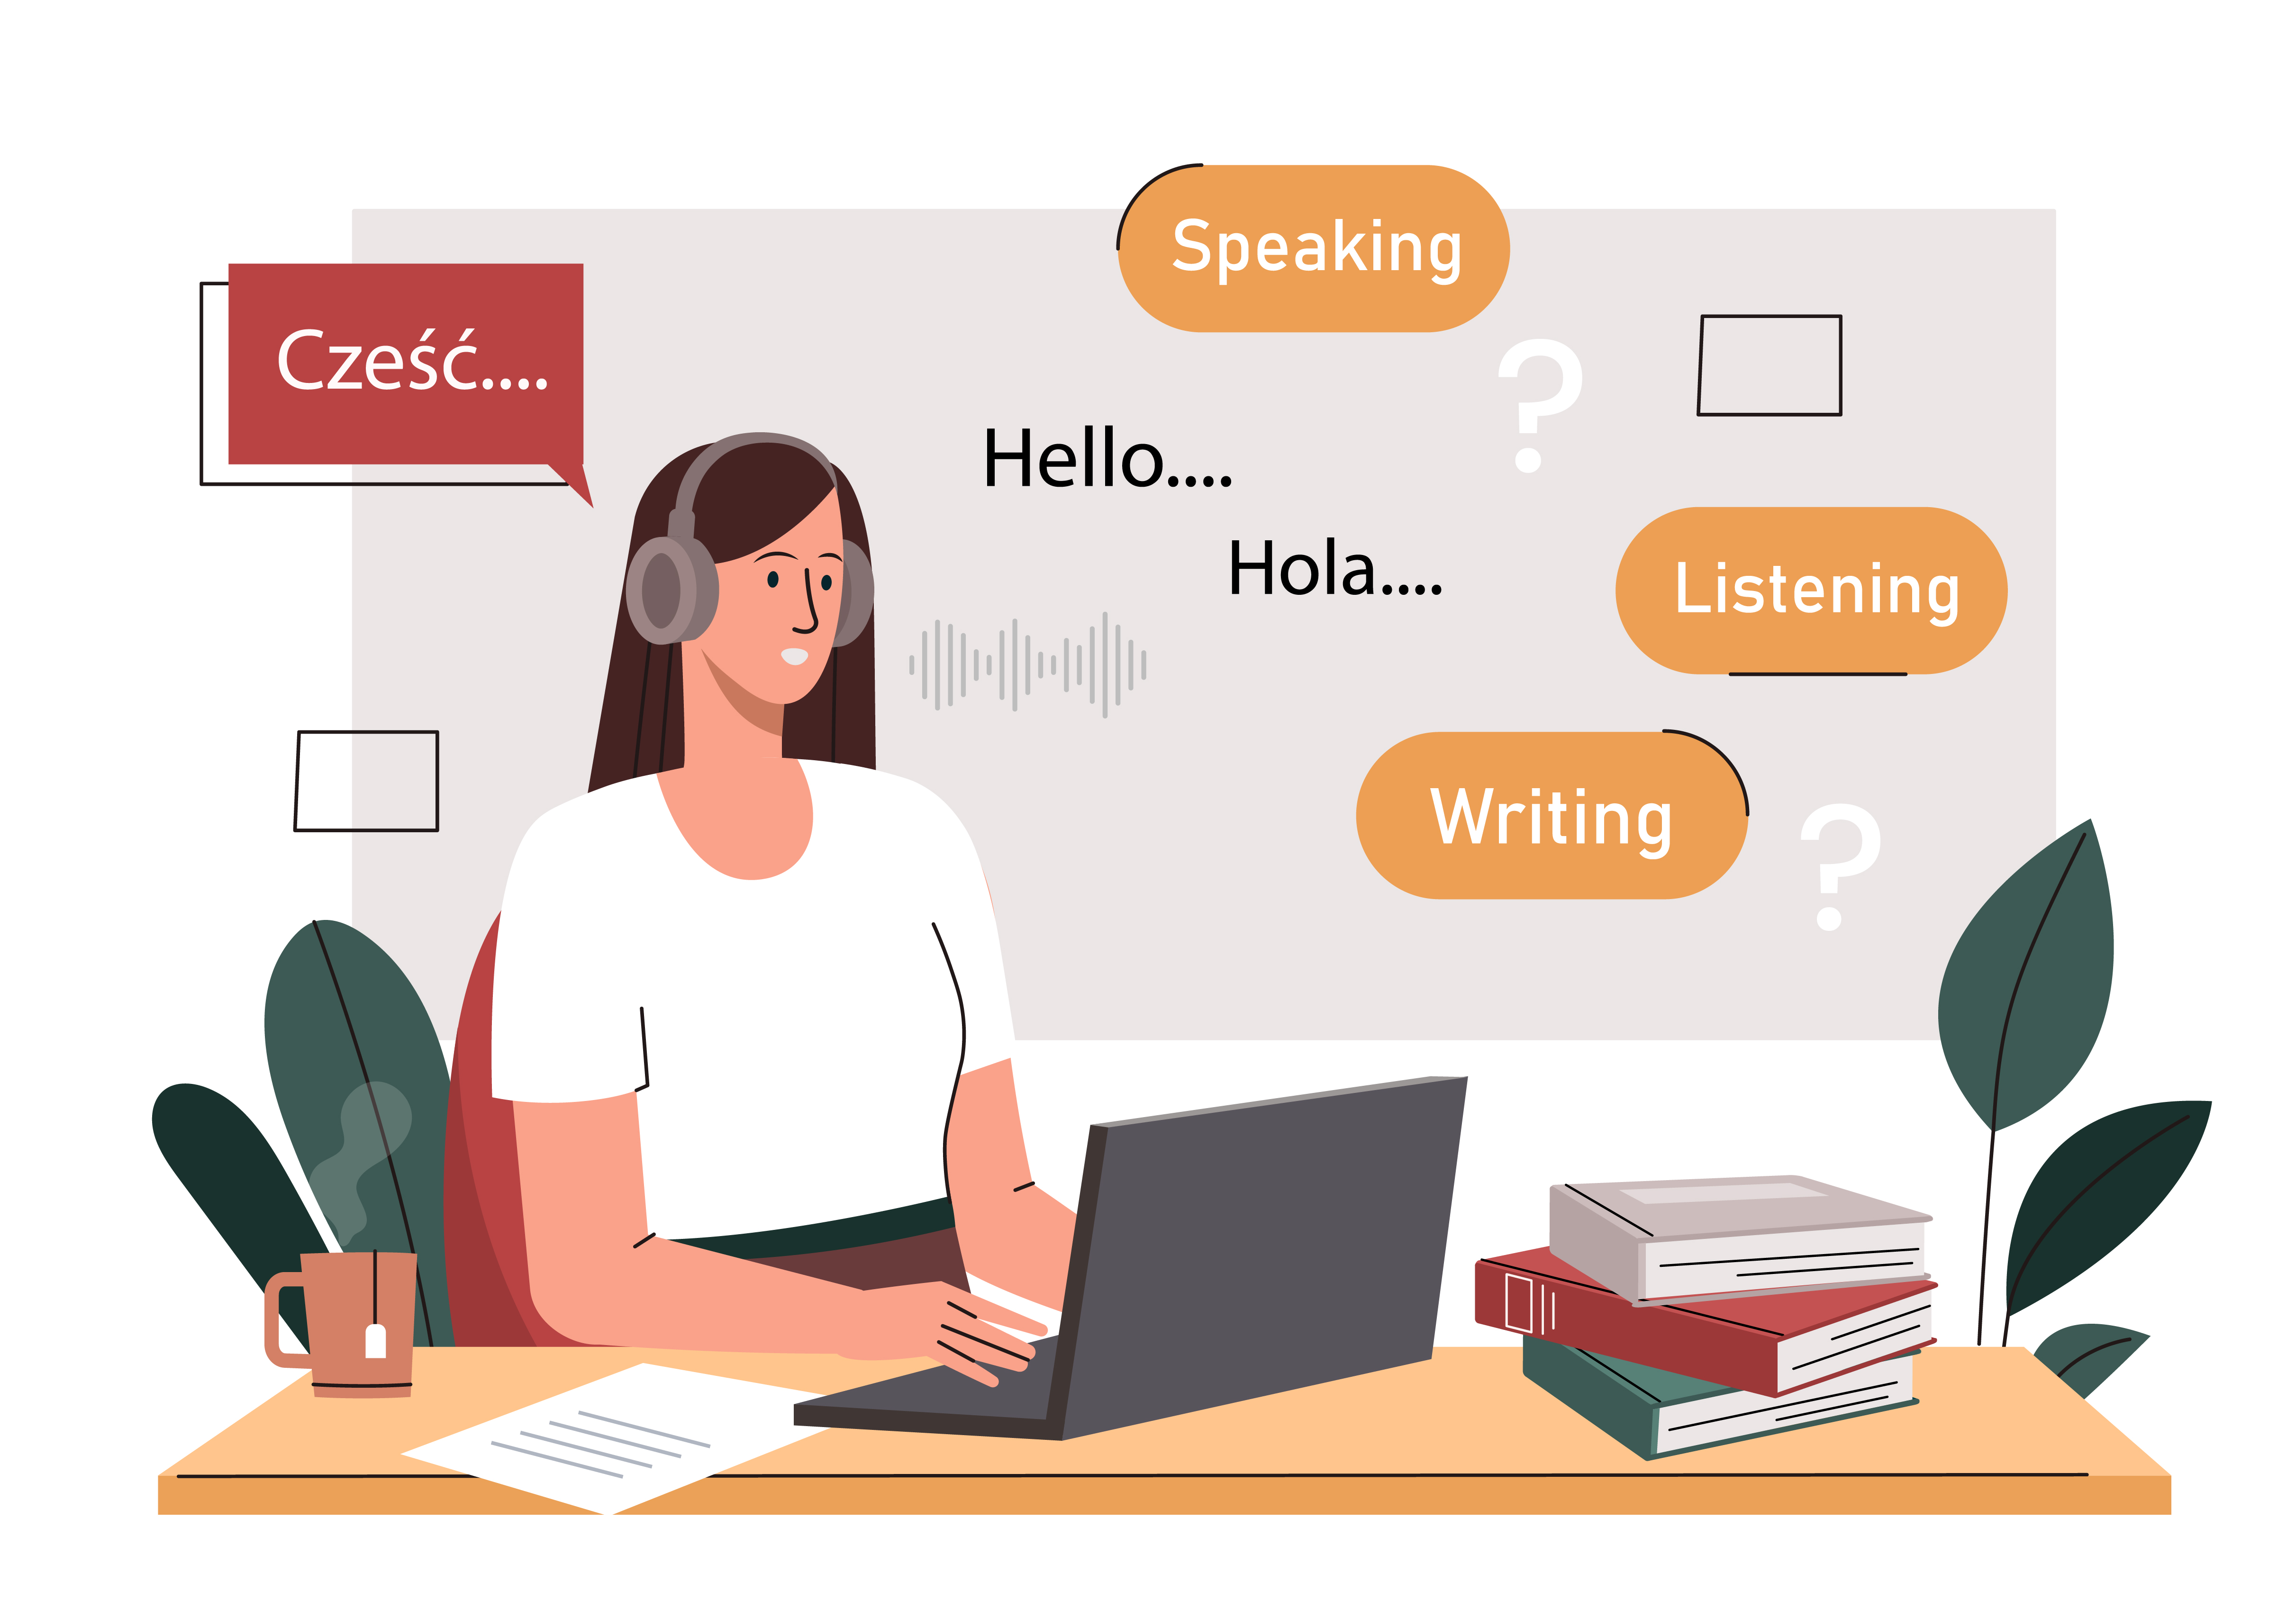 Speaking
Cześć....
Hello....
?
Hola....
Listening
Writing
?